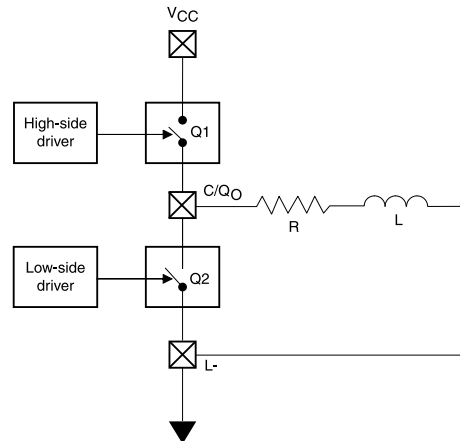 VCC
High-side
driver
Q1
C/QO
R
L
Low-side
driver
Q2
L-